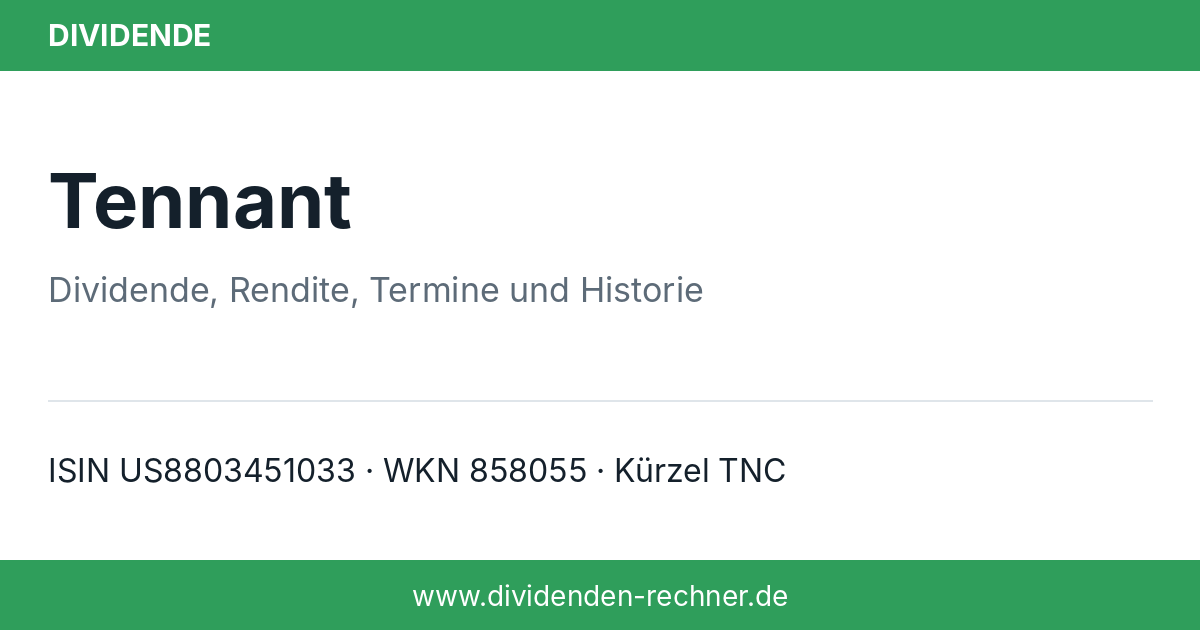 DIVIDENDE
Tennant
Dividende, Rendite, Termine und Historie
ISIN US8803451033 · WKN 858055 · Kürzel TNC
www.dividenden-rechner.de